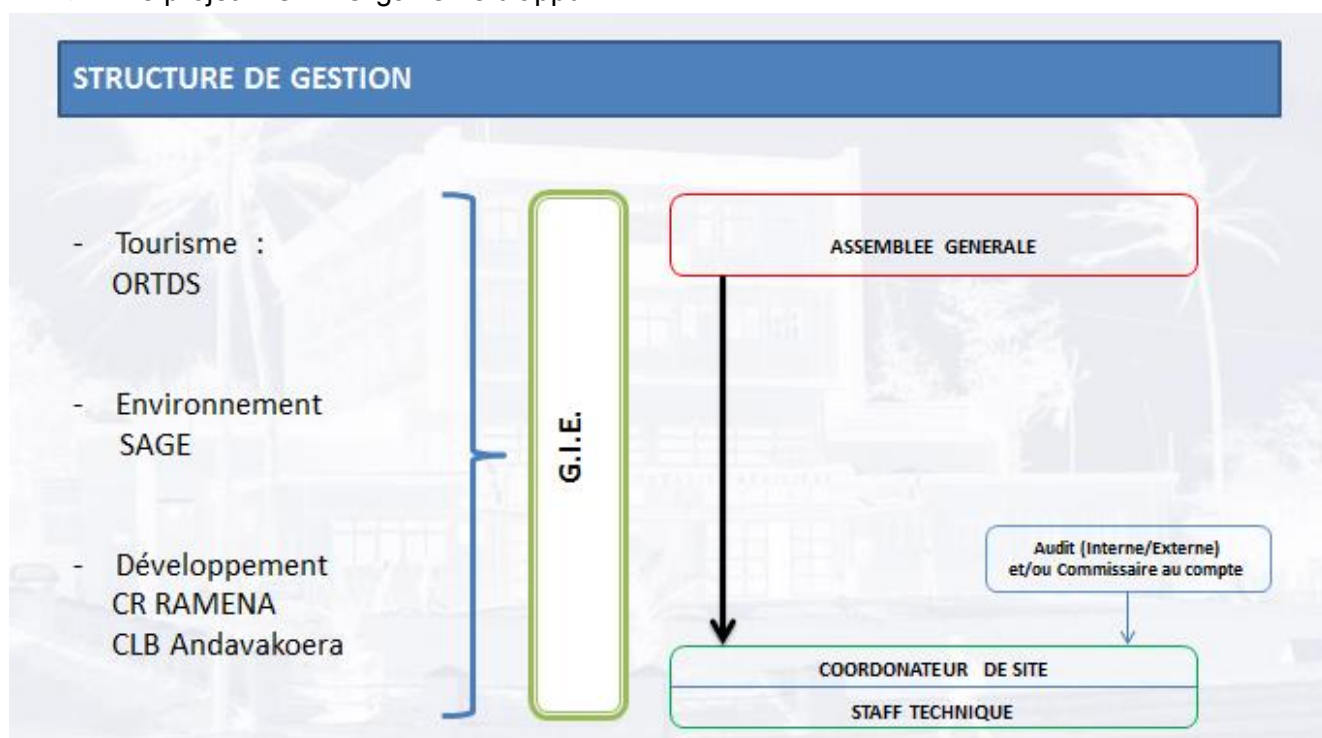 STRUCTURE DE GESTION
- Tourisme :
ORTDS
- Environnement
SAGE
- Développement
CR RAMENA
CLB Andavakoera
G.I.E.
ASSEMBLEE GENERALE
Audit (Interne/Externe)
et/ou Commissaire au compte
COORDONATEUR DE SITE
STAFF TECHNIQUE